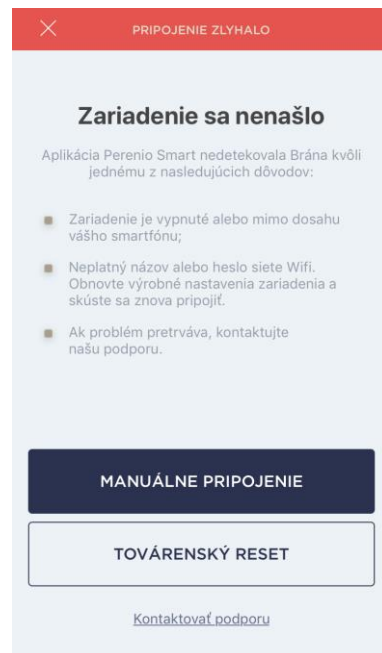 PRIPOJENIE ZLYHALO
Zariadenie sa nenašlo
Aplikácia Perenio Smart nedetekovala Brána kvôli
jednému z nasledujúcich dôvodov:
Zariadenie je vypnuté alebo mimo dosahu
vášho smartfónu;
Neplatný názov alebo heslo siete Wifi.
Obnovte výrobné nastavenia zariadenia a
skúste sa znova pripojiť.
Ak problém pretrváva, kontaktujte
našu podporu.
MANUÁLNE PRIPOJENIE
TOVÁRENSKÝ RESET
Kontaktovať podporu